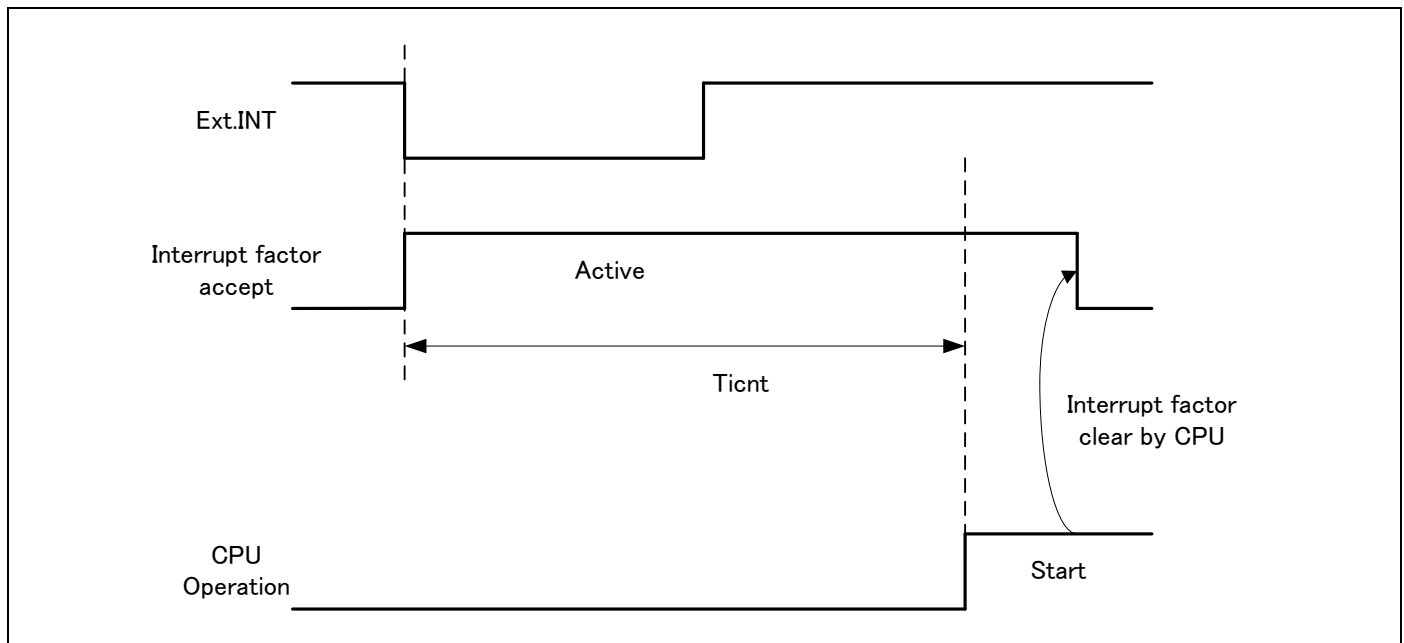 Ext.INT
Interrupt factor
accept
Active
Ticnt
Interrupt factor
clear by CPU
CPU
Operation
Start